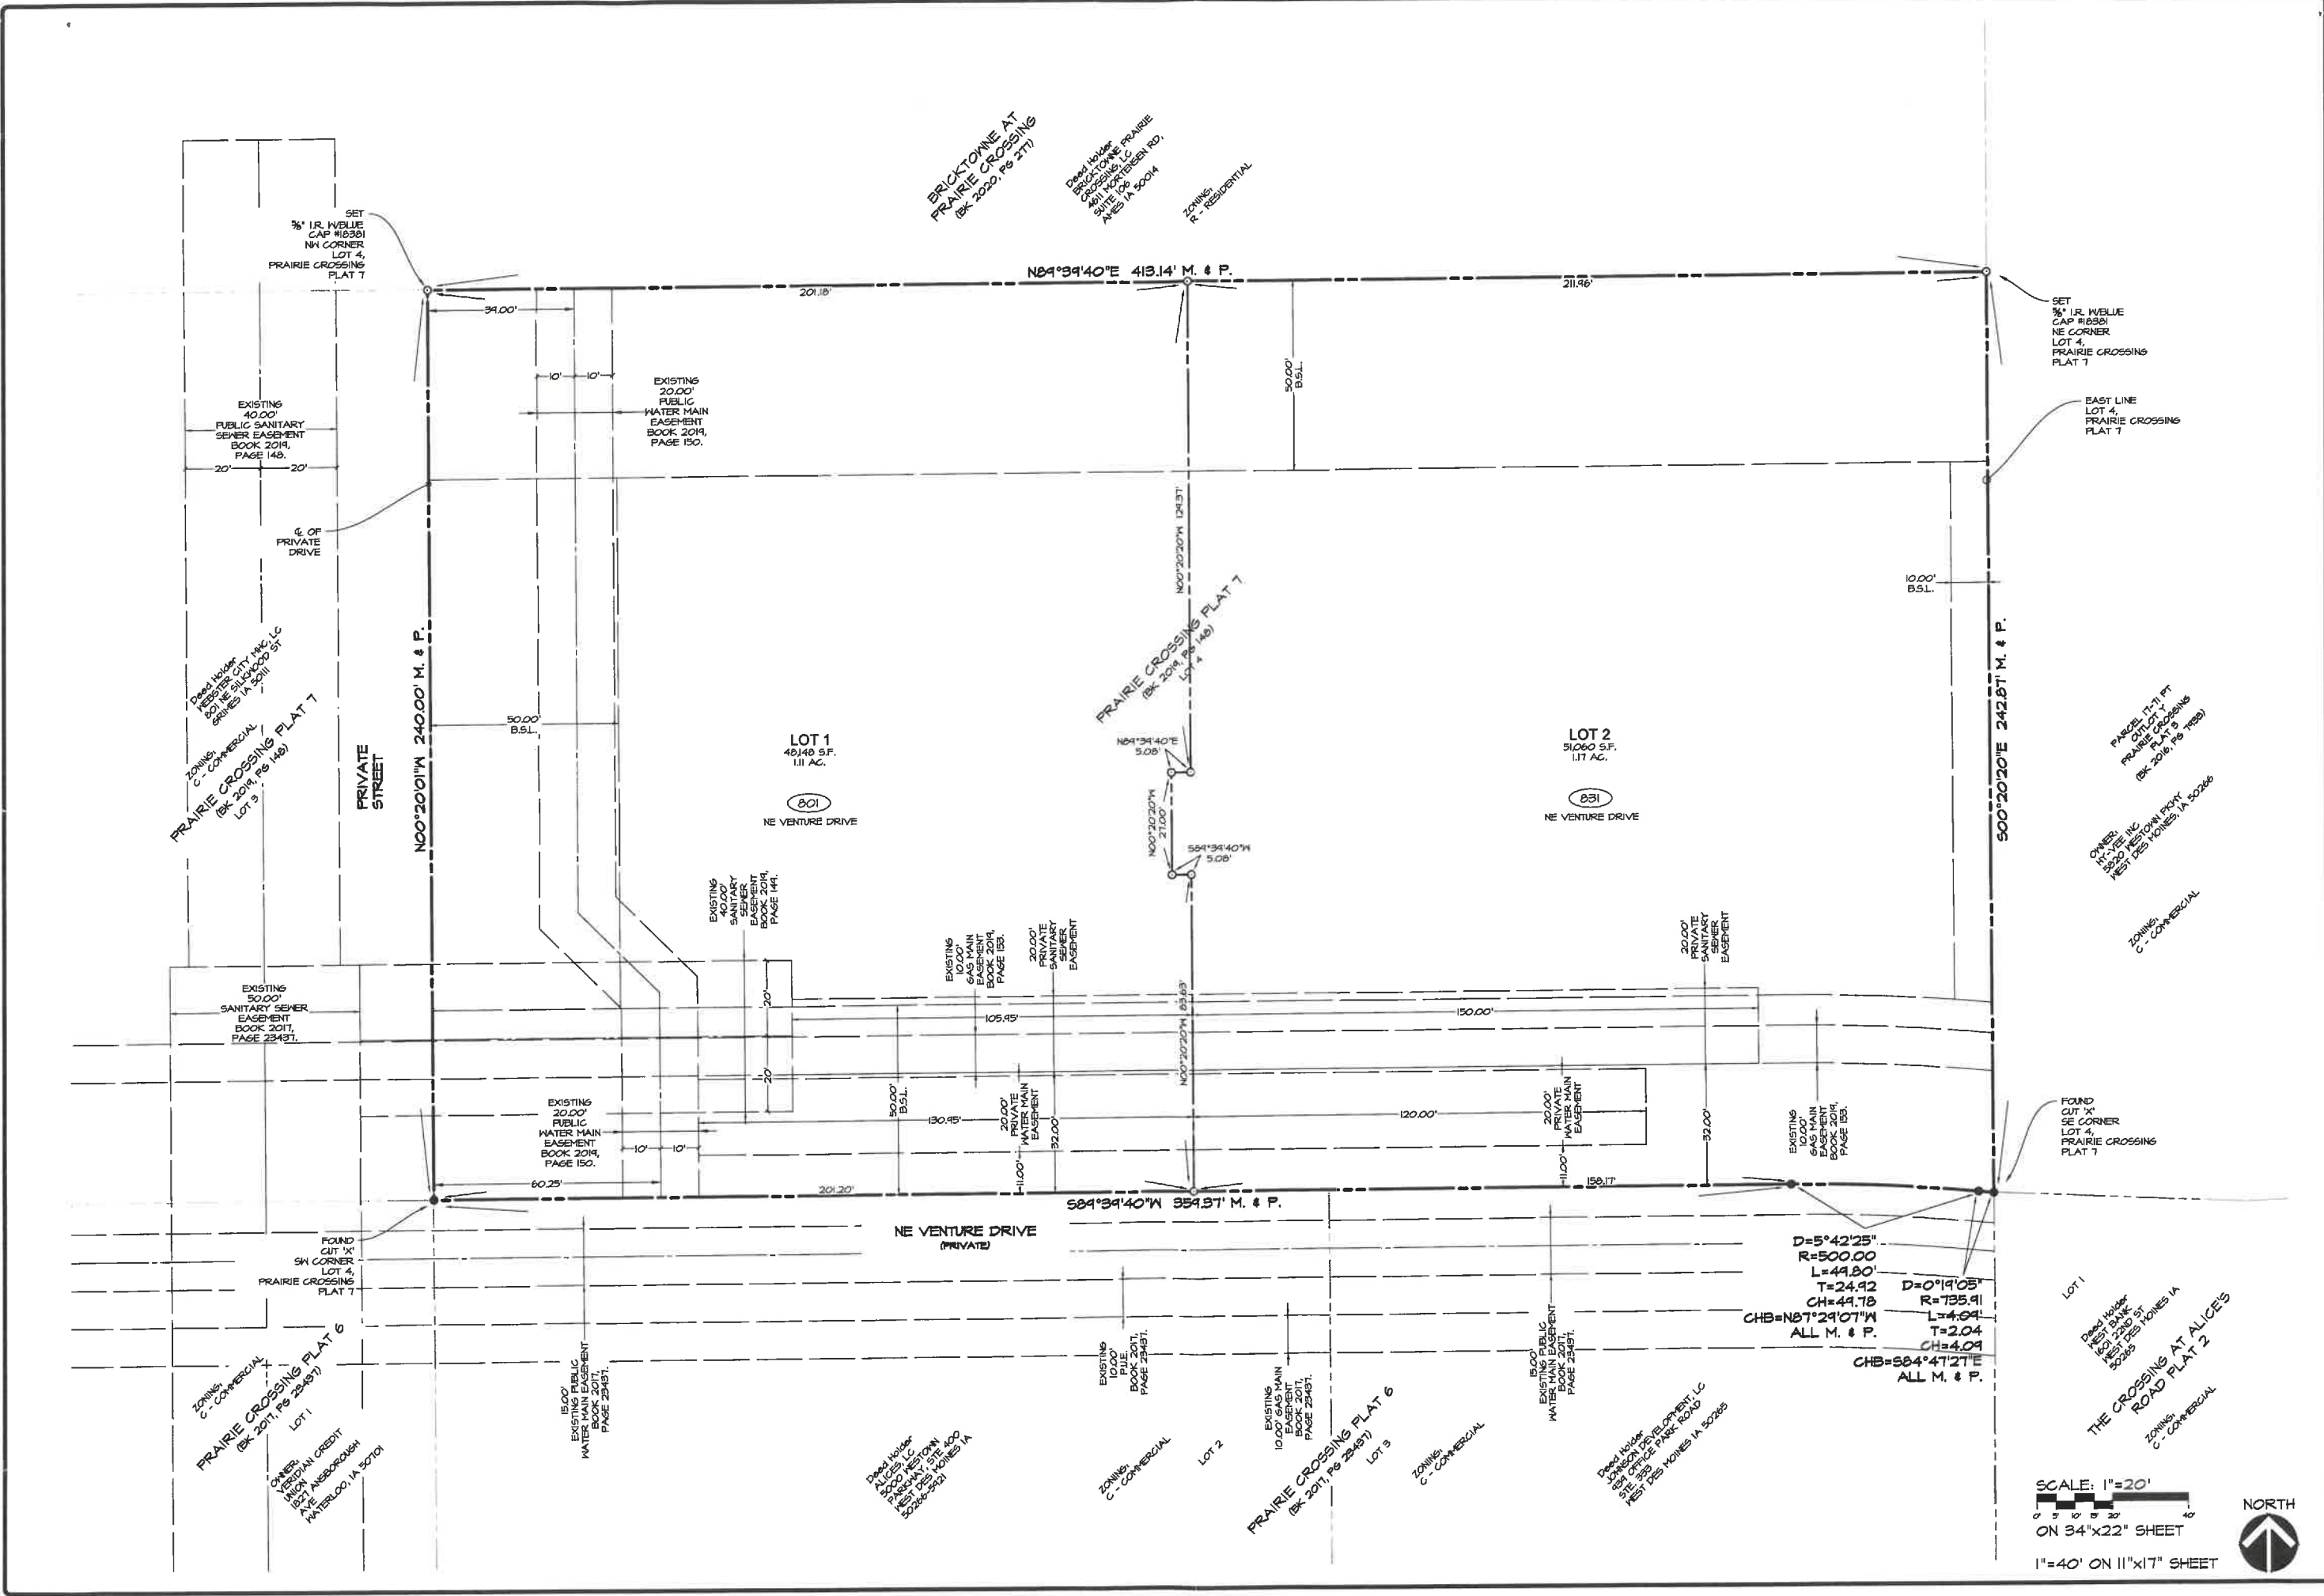 BRICKTOWNE AT
PRAIRIE CROSSING
(BK 2020, PG 277)
Deed Holder
BRICKTOWNE PRAIRIE
CROSSING, LC
4611 MORTENSEN RD,
SUITE 106
AMES IA 50014
ZONING:
R - RESIDENTIAL
SET
5/8" I.R. W/BLUE
CAP #18381
NW CORNER
LOT 4,
PRAIRIE CROSSING
PLAT 7
N89°39'40"E 413.14' M. & P.
201.18'
211.96'
39.00'
SET
5/8" I.R. W/BLUE
CAP #18381
NE CORNER
LOT 4,
PRAIRIE CROSSING
PLAT 7
10'
10'
EXISTING
20.00'
PUBLIC
WATER MAIN
EASEMENT
BOOK 2019,
PAGE 150.
50.00'
B.S.L.
EXISTING
40.00'
PUBLIC SANITARY
SEWER EASEMENT
BOOK 2019,
PAGE 148.
20'
20'
EAST LINE
LOT 4,
PRAIRIE CROSSING
PLAT 7
℄ OF
PRIVATE
DRIVE
N00°20'20"W 129.37'
10.00'
B.S.L.
PRAIRIE CROSSING PLAT 7
(BK 2019, PG 148)
LOT 4
Deed Holder
WEBSTER CITY MHC, LC
801 NE SILKWOOD ST
GRIMES IA 50111
ZONING:
C - COMMERCIAL
PRAIRIE CROSSING PLAT 7
(BK 2019, PG 148)
LOT 3
PRIVATE
STREET
N00°20'01"W 240.00' M. & P.
50.00'
B.S.L.
LOT 1
48,148 S.F.
1.11 AC.
801
NE VENTURE DRIVE
N89°39'40"E
5.08'
N00°20'20"W
27.00'
S89°39'40"W
5.08'
LOT 2
51,060 S.F.
1.17 AC.
831
NE VENTURE DRIVE
S00°20'20"E 242.87' M. & P.
PARCEL 17-71 PT
OUTLOT Y
PRAIRIE CROSSING
PLAT 3
(BK 2016, PG 7938)
OWNER:
HY-VEE INC
5820 WESTOWN PKWY
WEST DES MOINES, IA 50266
ZONING:
C - COMMERCIAL
EXISTING
40.00'
SANITARY
SEWER
EASEMENT
BOOK 2019,
PAGE 149.
EXISTING
10.00'
GAS MAIN
EASEMENT
BOOK 2019,
PAGE 153.
20.00'
PRIVATE
SANITARY
SEWER
EASEMENT
20.00'
PRIVATE
SANITARY
SEWER
EASEMENT
EXISTING
50.00'
SANITARY SEWER
EASEMENT
BOOK 2017,
PAGE 23437.
20'
105.95'
150.00'
N00°20'20"W 83.63'
20'
50.00'
B.S.L.
EXISTING
20.00'
PUBLIC
WATER MAIN
EASEMENT
BOOK 2019,
PAGE 150.
10'
10'
130.95'
20.00'
PRIVATE
WATER MAIN
EASEMENT
32.00'
11.00'
120.00'
20.00'
PRIVATE
WATER MAIN
EASEMENT
11.00'
32.00'
EXISTING
10.00'
GAS MAIN
EASEMENT
BOOK 2019,
PAGE 153.
FOUND
CUT 'X'
SE CORNER
LOT 4,
PRAIRIE CROSSING
PLAT 7
60.25'
201.20'
158.17'
S89°39'40"W 359.37' M. & P.
NE VENTURE DRIVE
(PRIVATE)
FOUND
CUT 'X'
SW CORNER
LOT 4,
PRAIRIE CROSSING
PLAT 7
D=5°42'25"
R=500.00
L=49.80'
T=24.92
CH=49.78
CHB=N87°29'07"W
ALL M. & P.
D=0°19'05"
R=735.91
L=4.09'
T=2.04
CH=4.09
CHB=S84°47'27"E
ALL M. & P.
ZONING:
C - COMMERCIAL
PRAIRIE CROSSING PLAT 6
(BK 2017, PG 23437)
LOT 1
OWNER:
VERIDIAN CREDIT
UNION
1827 ANSBOROUGH
AVE
WATERLOO, IA 50701
15.00'
EXISTING PUBLIC
WATER MAIN EASEMENT
BOOK 2017,
PAGE 23437.
Deed Holder
ALICES, LC
5000 WESTOWN
PARKWAY, STE 400
WEST DES MOINES IA
50266-5921
EXISTING
10.00'
P.U.E.
BOOK 2017,
PAGE 23437.
ZONING:
C - COMMERCIAL
LOT 2
EXISTING
10.00' GAS MAIN
EASEMENT
BOOK 2017,
PAGE 23437.
PRAIRIE CROSSING PLAT 6
(BK 2017, PG 23437)
LOT 3
ZONING:
C - COMMERCIAL
15.00'
EXISTING PUBLIC
WATER MAIN EASEMENT
BOOK 2017,
PAGE 23437.
Deed Holder
JOHNSON DEVELOPMENT, LC
939 OFFICE PARK ROAD
STE 333
WEST DES MOINES IA 50265
LOT 1
Deed Holder
WEST BANK
1601 22ND ST
WEST DES MOINES IA
50265
THE CROSSING AT ALICE'S
ROAD PLAT 2
ZONING:
C - COMMERCIAL
SCALE: 1"=20'
0' 5' 10' 15' 20' 40'
ON 34"x22" SHEET
1"=40' ON 11"x17" SHEET
NORTH